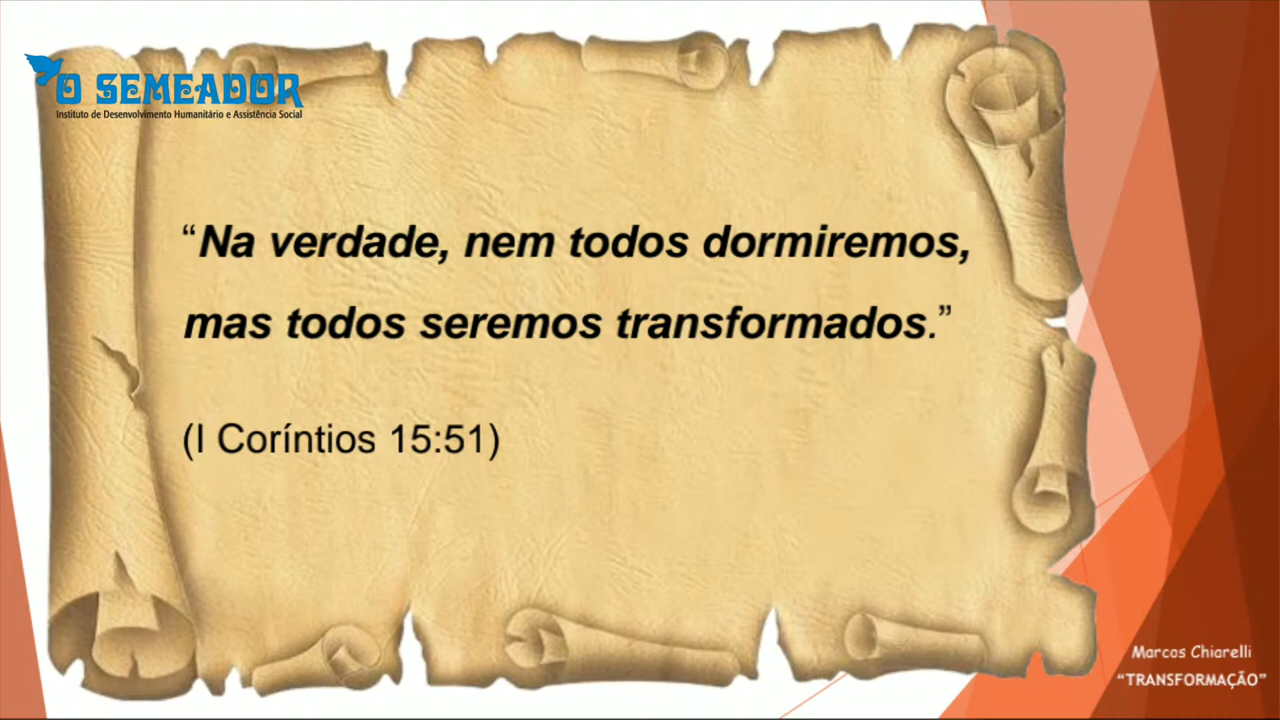 O SEMEADOR
Instituto de Desenvolvimento Humanitário e Assistência Social
“Na verdade, nem todos dormiremos,
mas todos seremos transformados.”
(I Coríntios 15:51)
Marcos Chiarelli
“TRANSFORMAÇÃO”